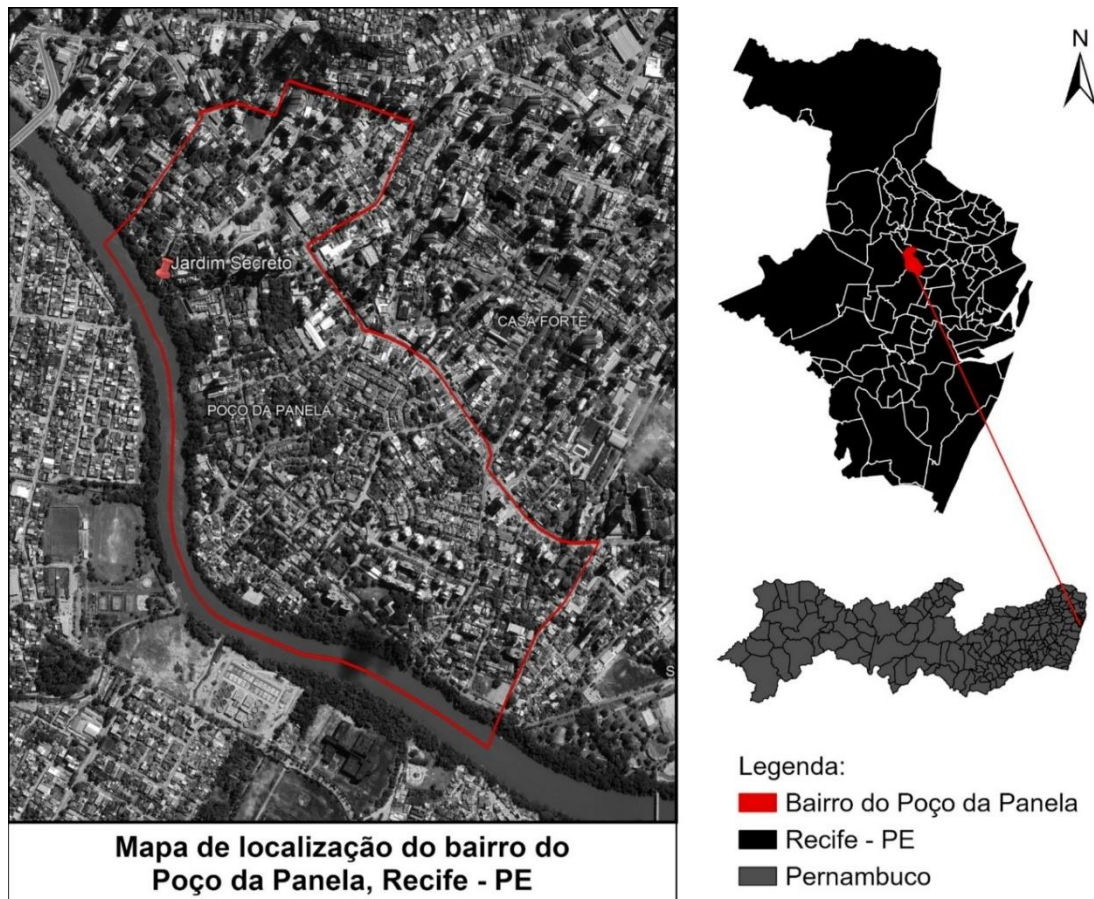 Jardim Secreto
CASA FORTE
POÇO DA PANELA
S
Mapa de localização do bairro do
Poço da Panela, Recife - PE
N
Legenda:
Bairro do Poço da Panela
Recife - PE
Pernambuco